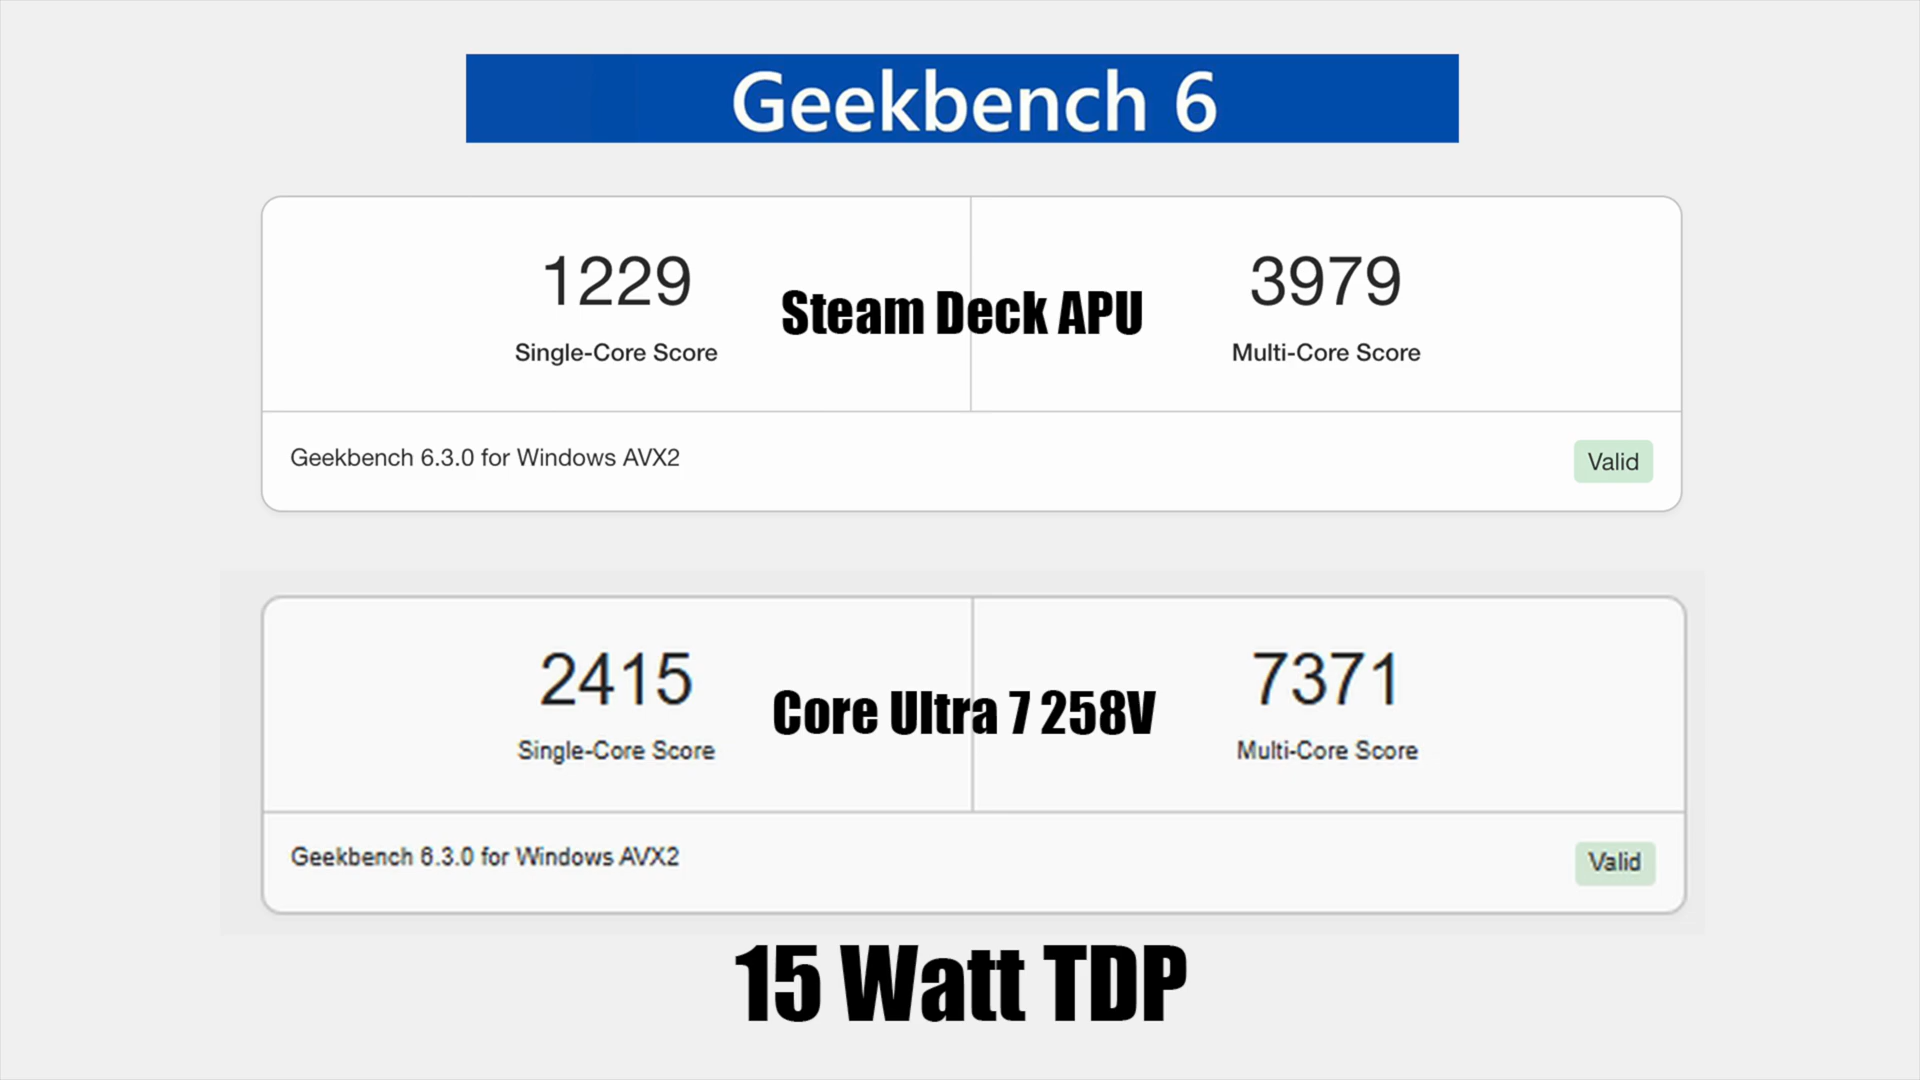 Geekbench 6
1229
3979
Steam Deck APU
Single-Core Score
Multi-Core Score
Geekbench 6.3.0 for Windows AVX2
Valid
2415
7371
Core Ultra 7 258V
Single-Core Score
Multi-Core Score
Geekbench 6.3.0 for Windows AVX2
Valid
15 Watt TDP